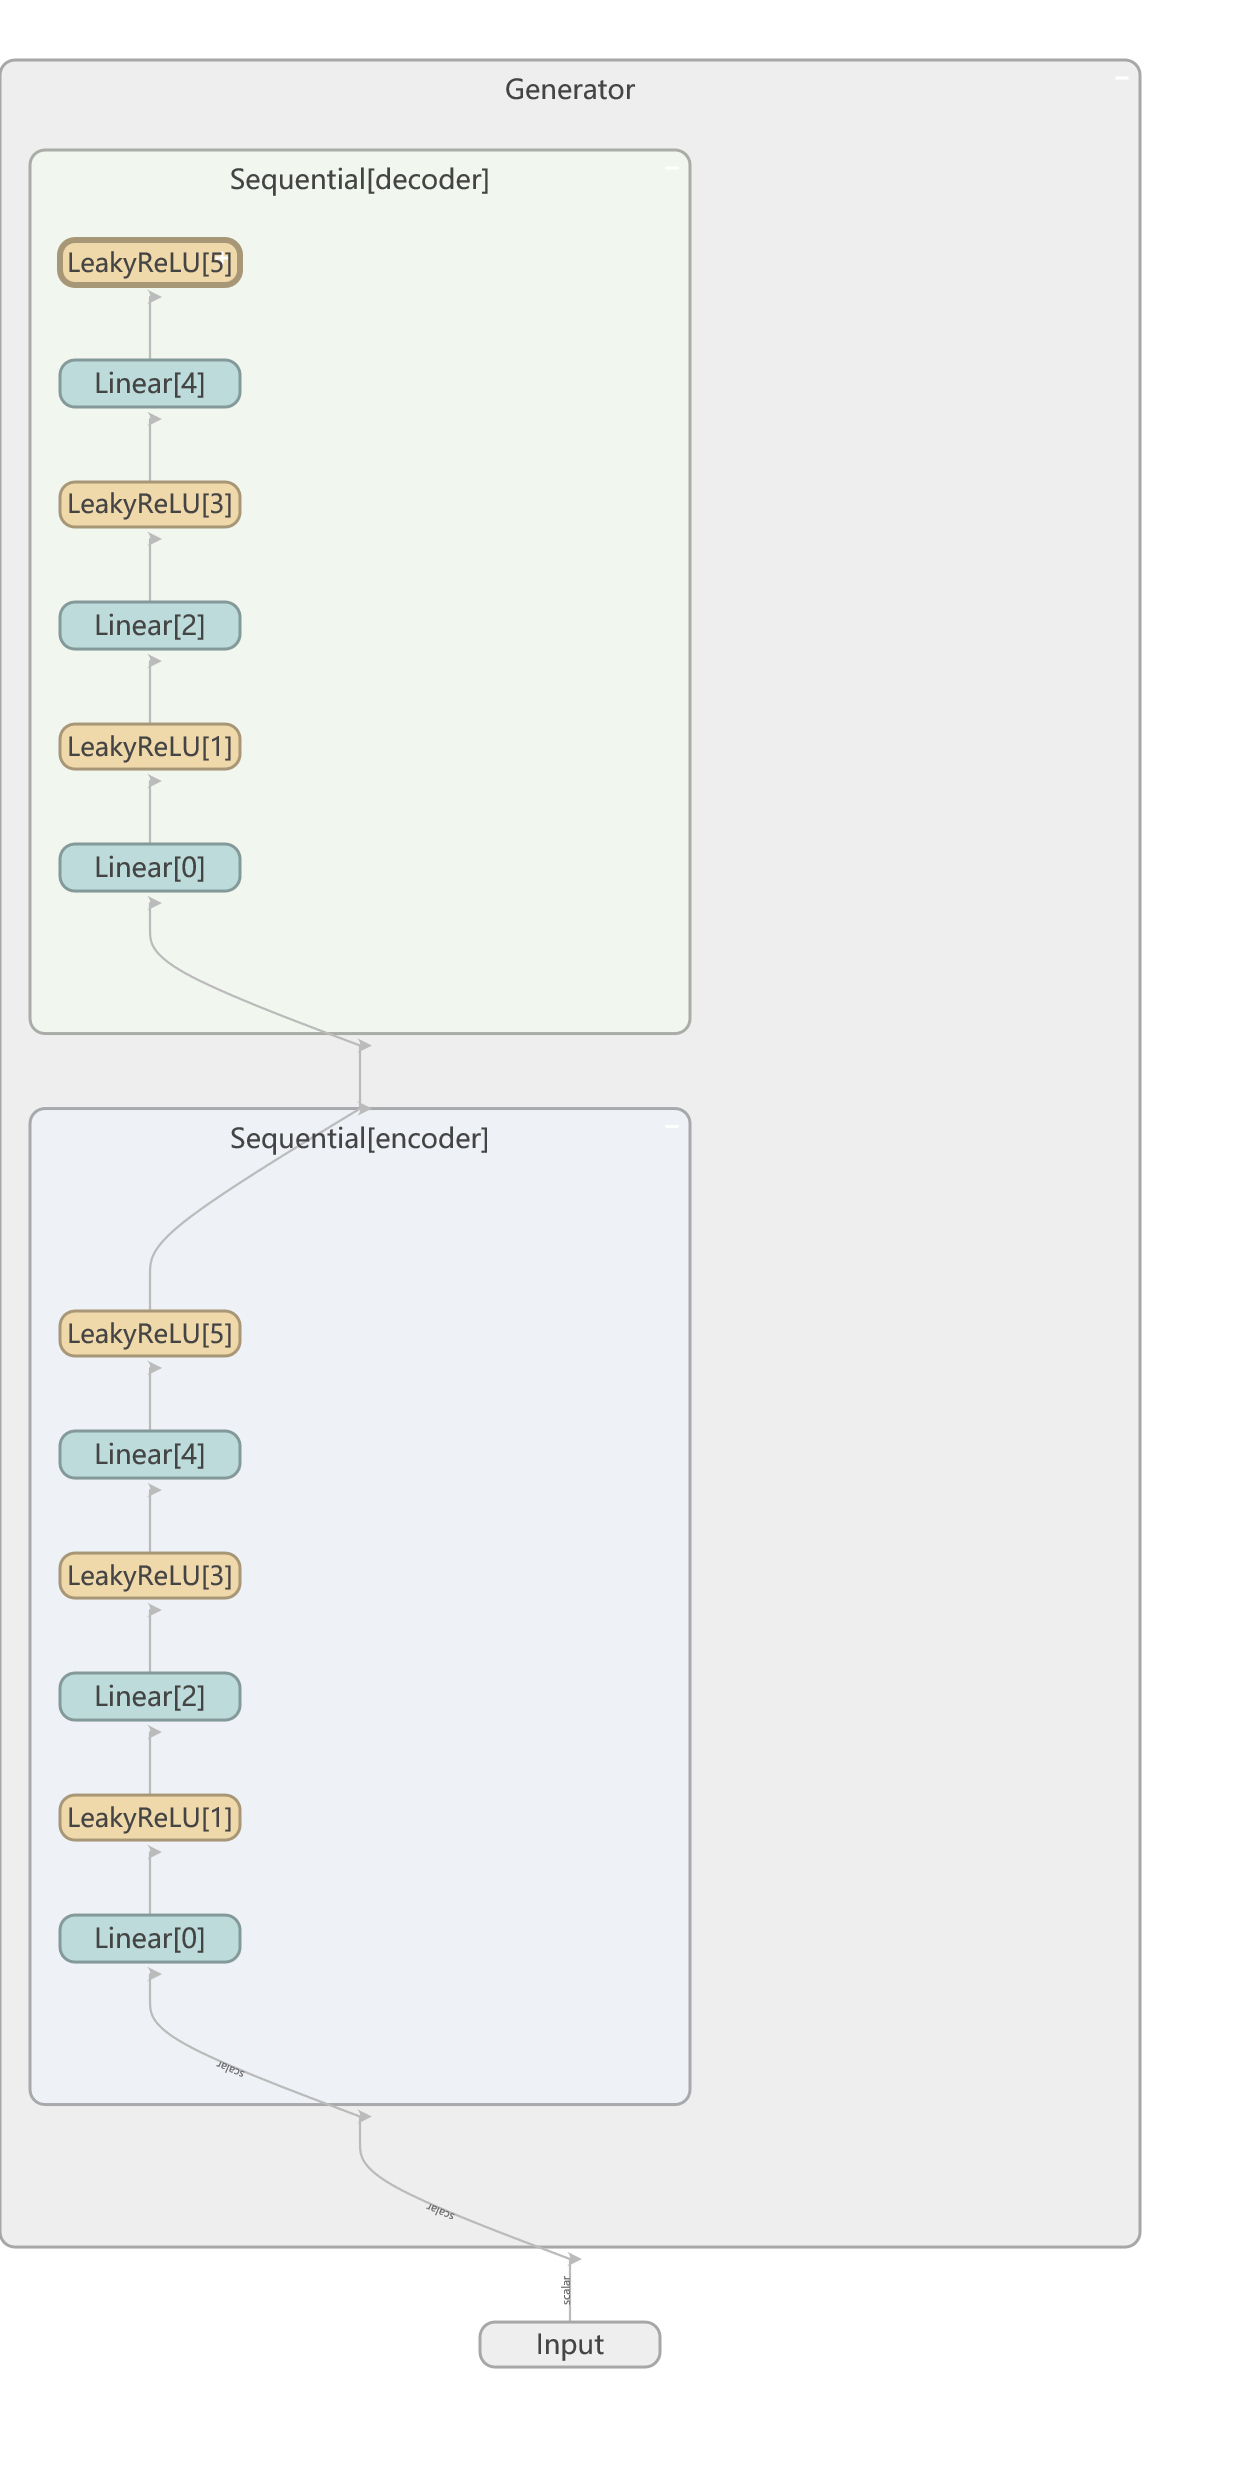 Generator
Sequential[decoder]
LeakyReLU[5]
Linear[4]
LeakyReLU[3]
Linear[2]
LeakyReLU[1]
Linear[0]
Sequential[encoder]
LeakyReLU[5]
Linear[4]
LeakyReLU[3]
Linear[2]
LeakyReLU[1]
Linear[0]
scalar
scalar
scalar
Input